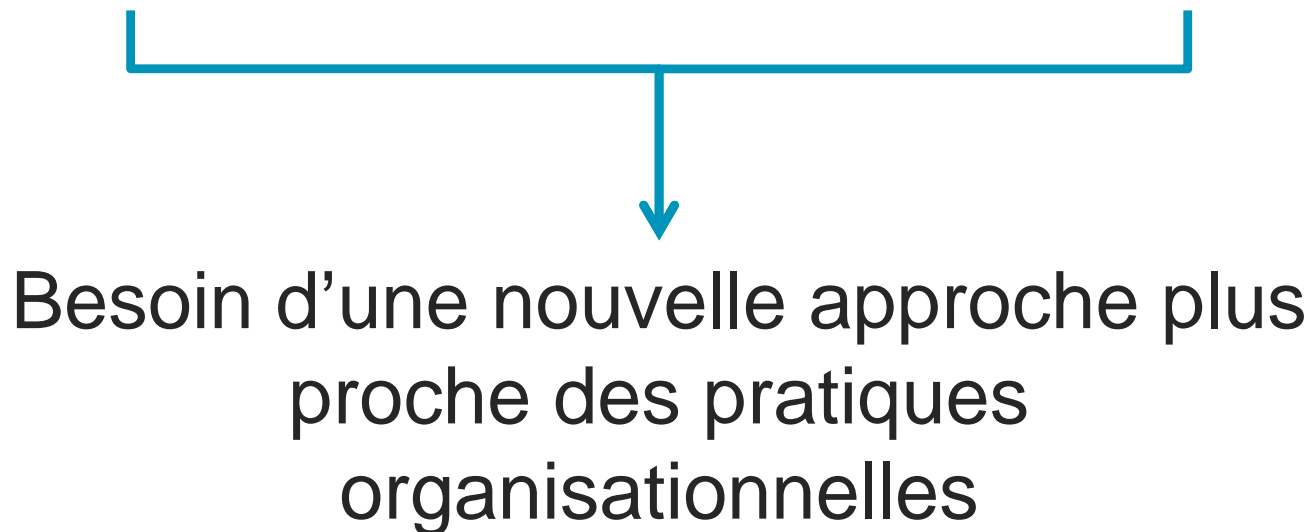 Besoin d’une nouvelle approche plus
proche des pratiques
organisationnelles